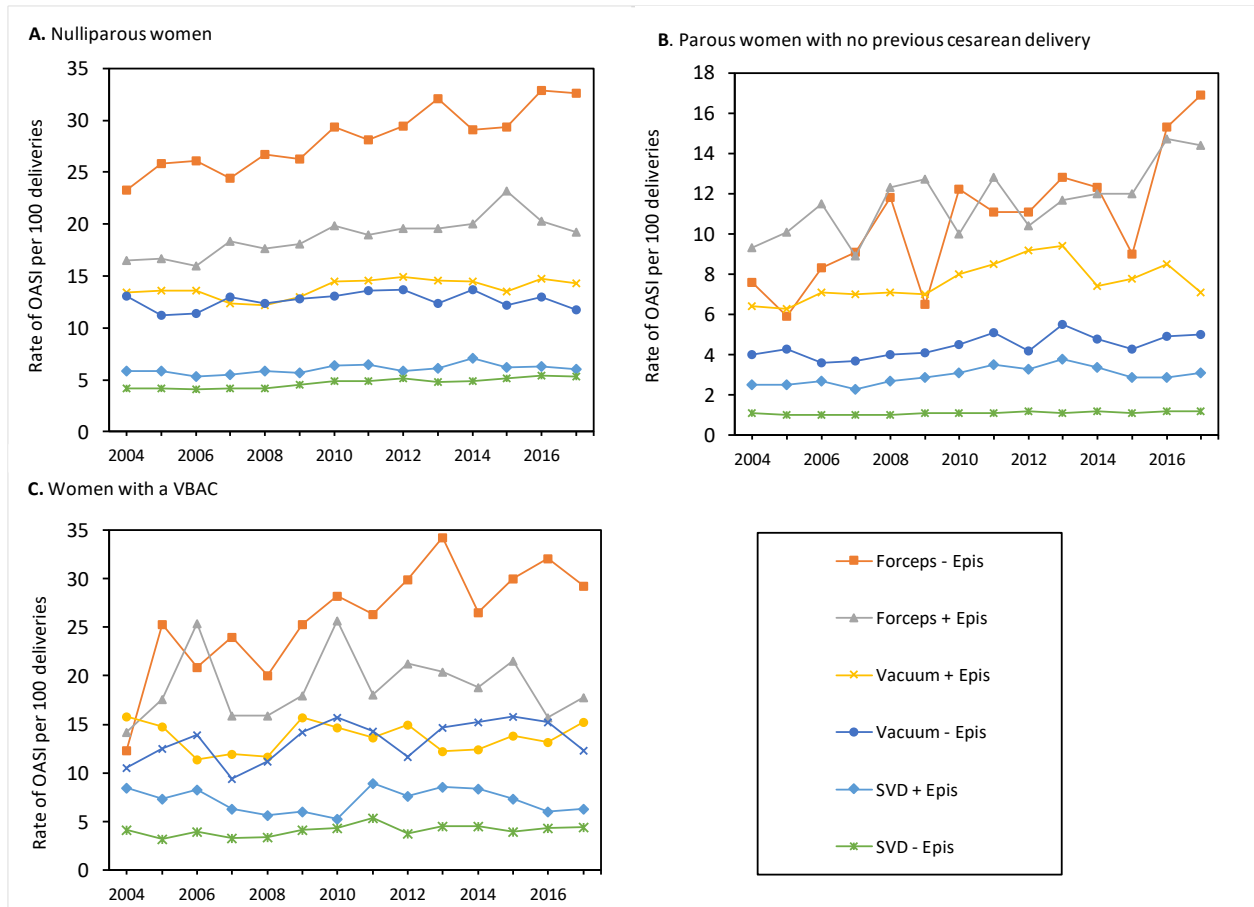 A. Nulliparous women
35
30
25
20
15
10
5
0
Rate of OASI per 100 deliveries
2004 2006 2008 2010 2012 2014 2016
B. Parous women with no previous cesarean delivery
18
16
14
12
10
8
6
4
2
0
Rate of OASI per 100 deliveries
2004 2006 2008 2010 2012 2014 2016
C. Women with a VBAC
35
30
25
20
15
10
5
0
Rate of OASI per 100 deliveries
2004 2006 2008 2010 2012 2014 2016
Forceps - Epis
Forceps + Epis
Vacuum + Epis
Vacuum - Epis
SVD + Epis
SVD - Epis